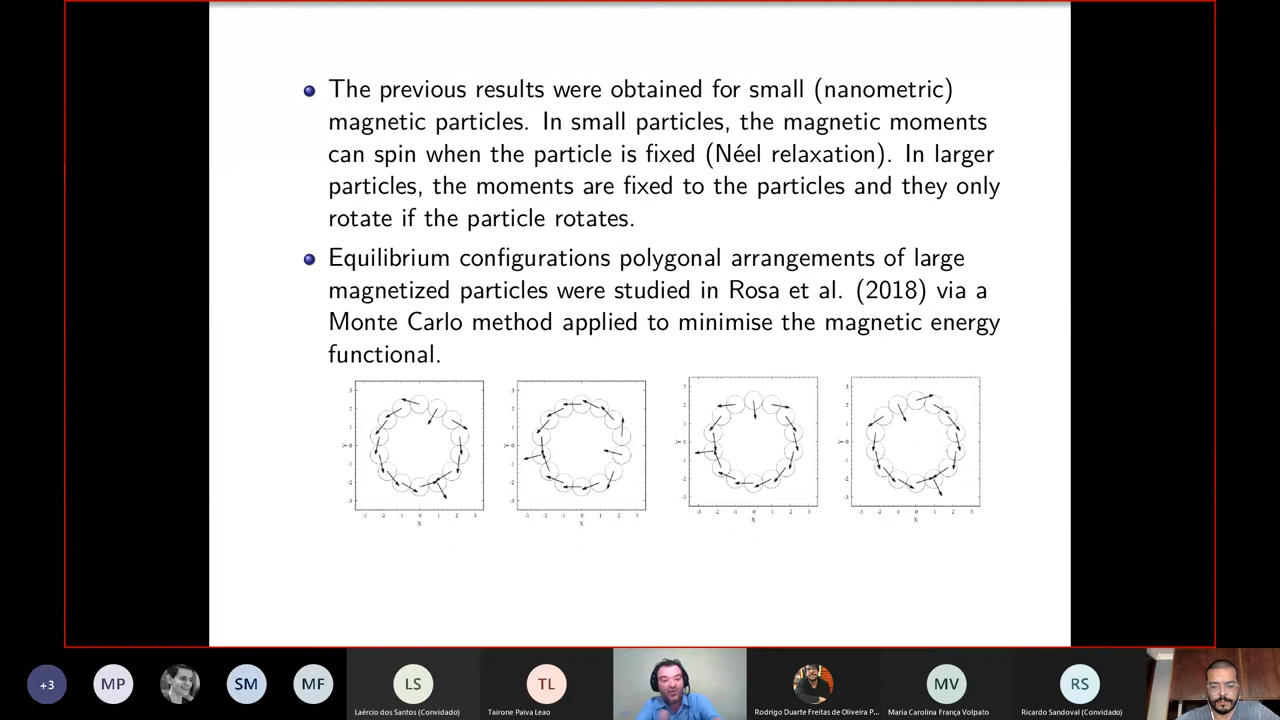 The previous results were obtained for small (nanometric)
magnetic particles. In small particles, the magnetic moments
can spin when the particle is fixed (Néel relaxation). In larger
particles, the moments are fixed to the particles and they only
rotate if the particle rotates.
Equilibrium configurations polygonal arrangements of large
magnetized particles were studied in Rosa et al. (2018) via a
Monte Carlo method applied to minimise the magnetic energy
functional.
X
X
X
X
+3
MP
SM
MF
LS
TL
MV
RS
Laércio dos Santos (Convidado)
Tairone Paiva Leao
Rodrigo Duarte Freitas de Oliveira P...
Maria Carolina França Volpato
Ricardo Sandoval (Convidado)